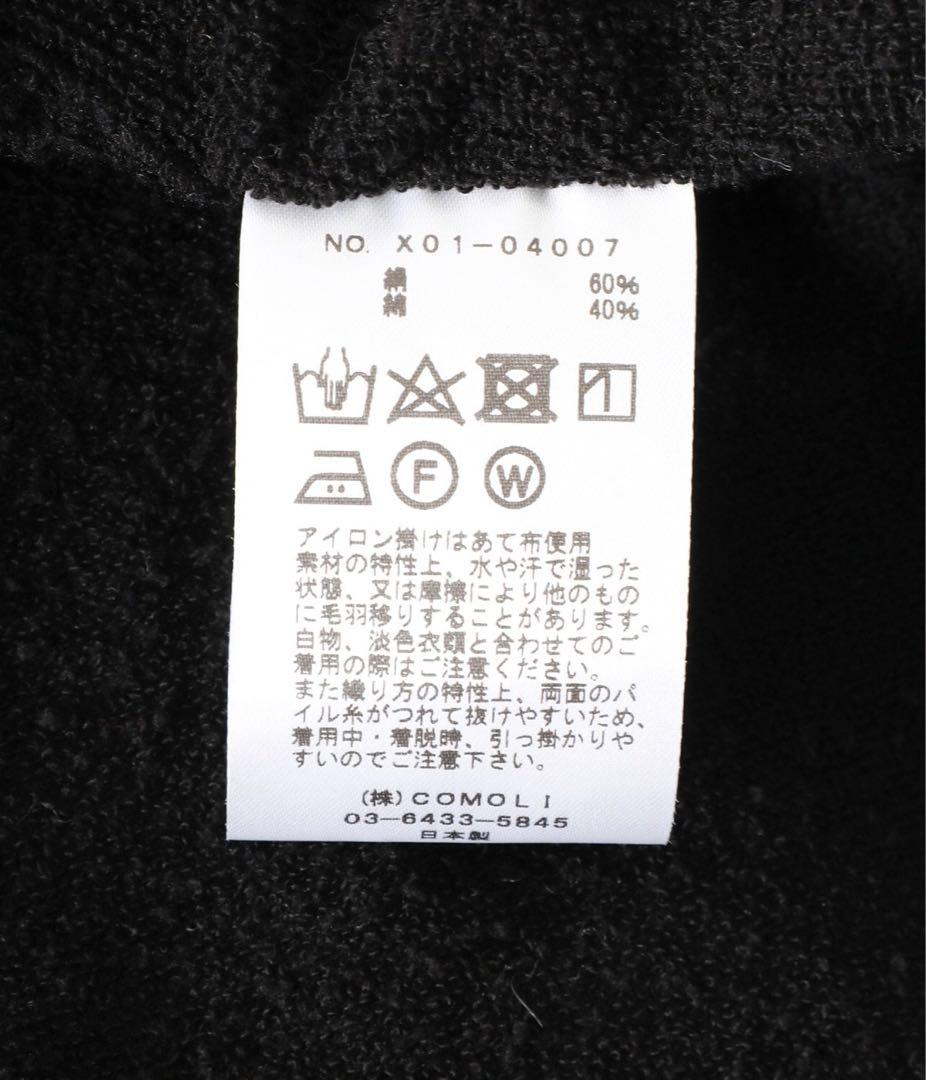 NO. X01-04007
絹 60%
綿 40%
F W
アイロン掛けはあて布使用
素材の特性上、水や汗で湿った
状態、又は摩擦により他のもの
に毛羽移りすることがあります。
白物、淡色衣類と合わせてのご
着用の際はご注意ください。
また織り方の特性上、両面のパ
イル糸がつれて抜けやすいため、
着用中・着脱時、引っ掛かりや
すいのでご注意下さい。
(株)COMOLI
03-6433-5845
日本製